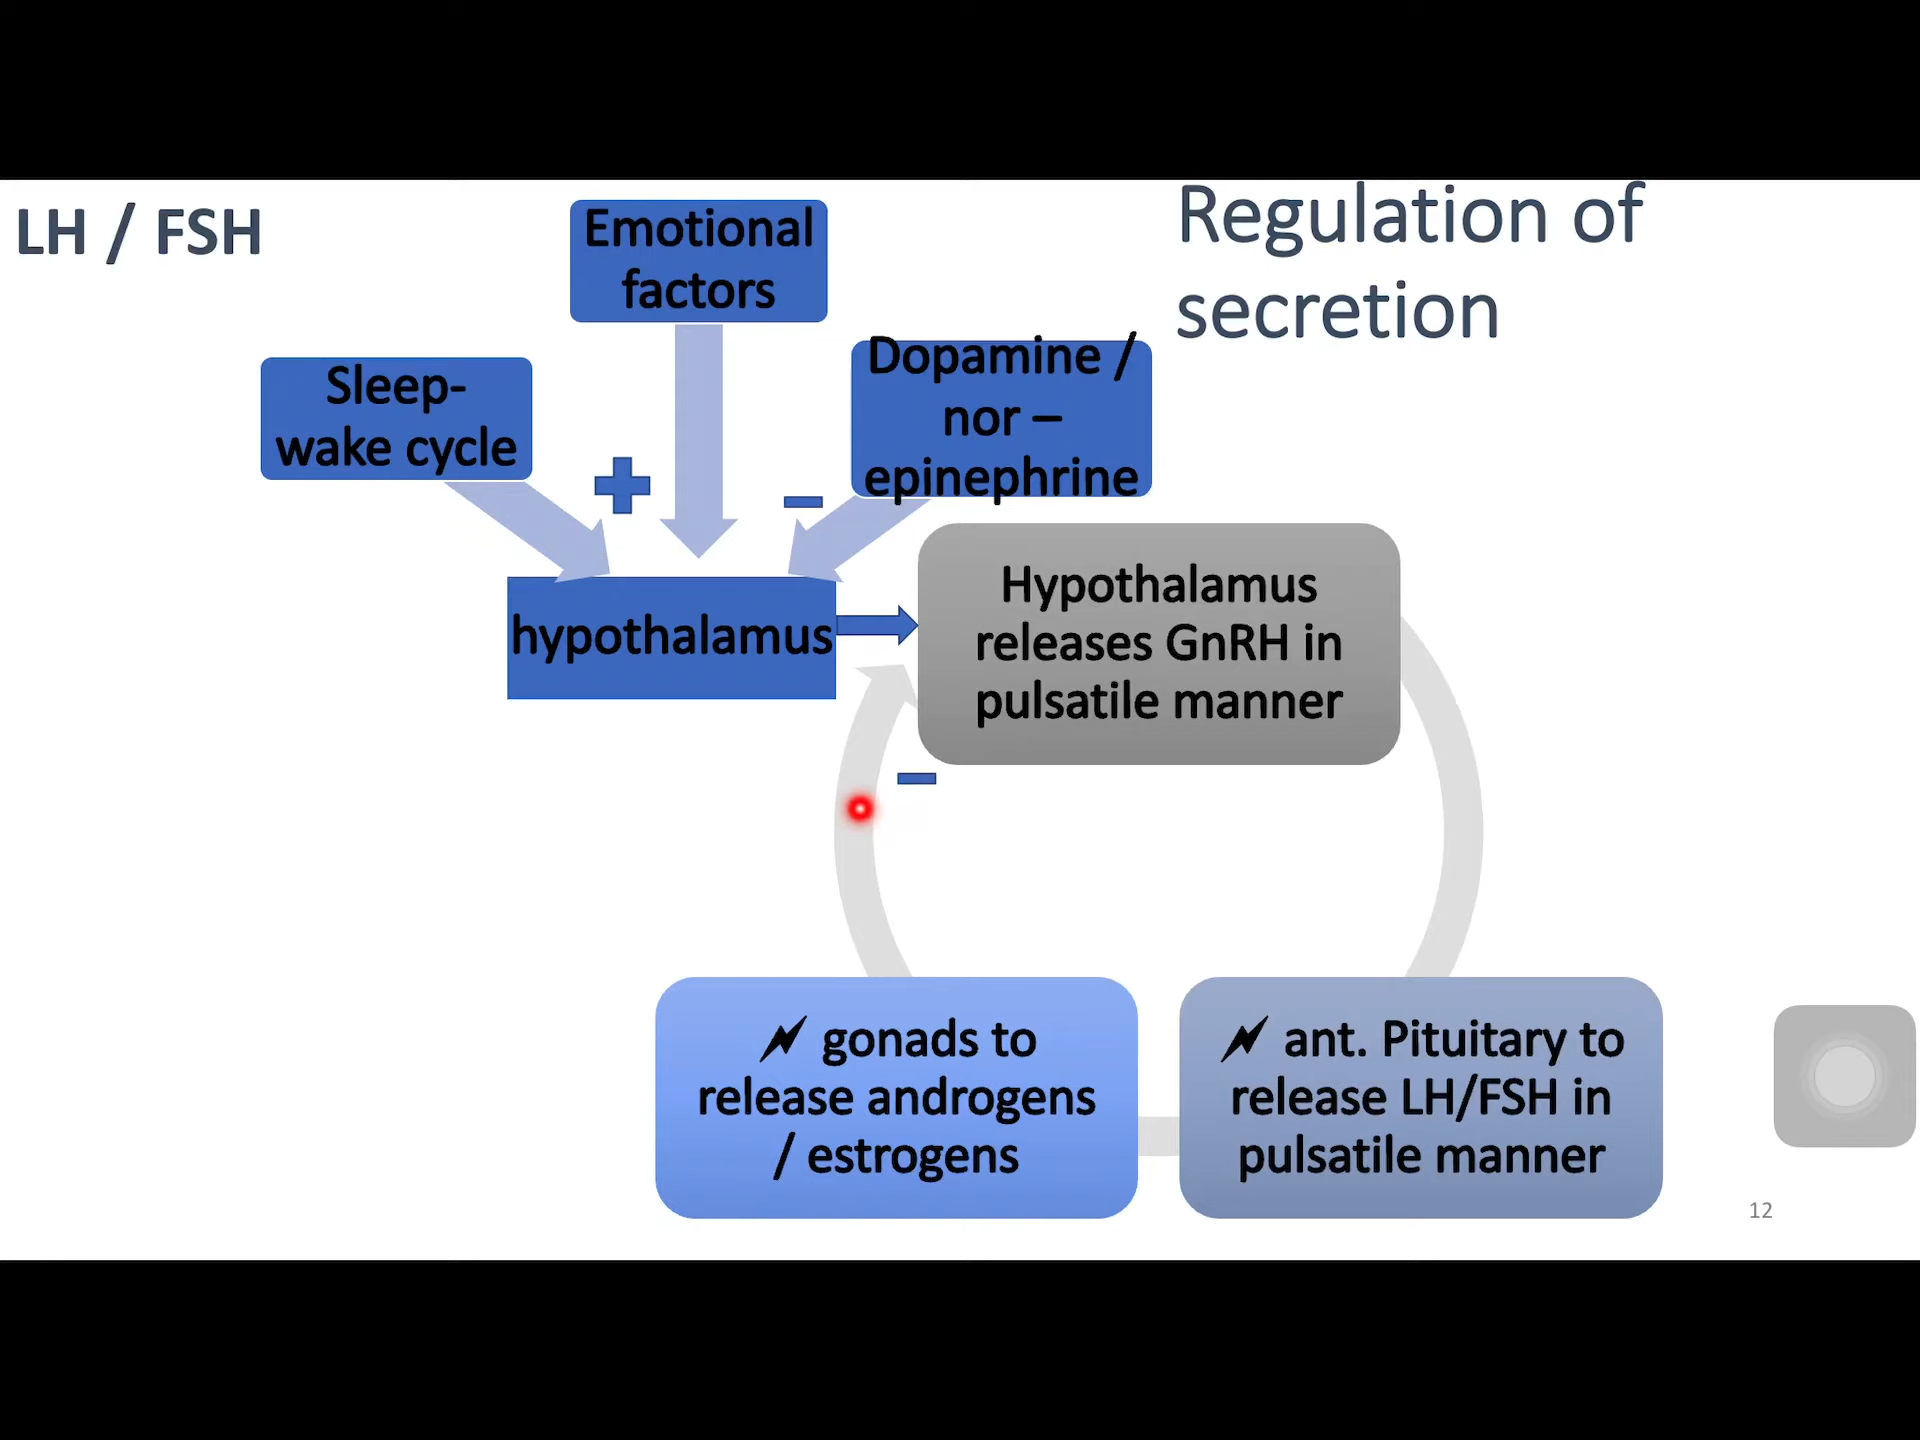 LH / FSH
Regulation of
secretion
Emotional
factors
Sleep-
wake cycle
Dopamine /
nor –
epinephrine
+
-
hypothalamus
Hypothalamus
releases GnRH in
pulsatile manner
-
gonads to
release androgens
/ estrogens
ant. Pituitary to
release LH/FSH in
pulsatile manner
12